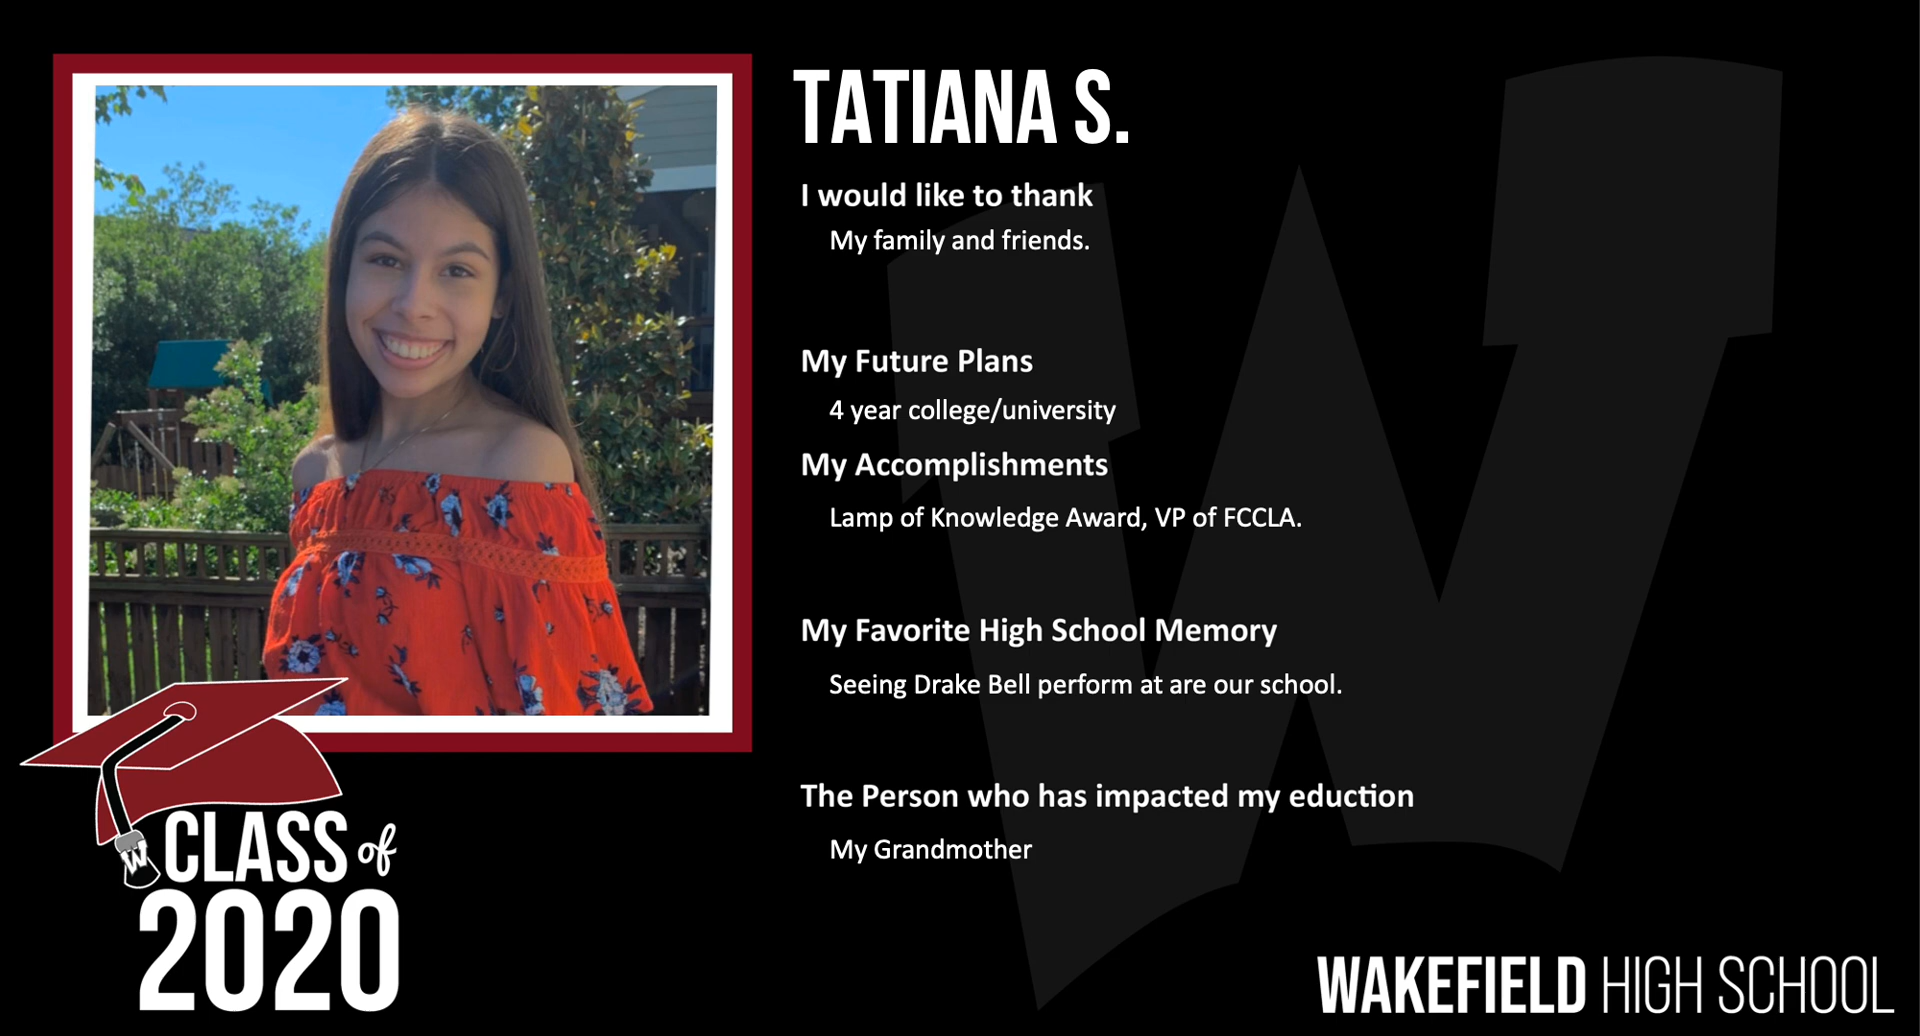 TATIANA S.
I would like to thank
My family and friends.
My Future Plans
4 year college/university
My Accomplishments
Lamp of Knowledge Award, VP of FCCLA.
My Favorite High School Memory
Seeing Drake Bell perform at are our school.
The Person who has impacted my eduction
My Grandmother
W
CLASS of
2020
WAKEFIELD HIGH SCHOOL